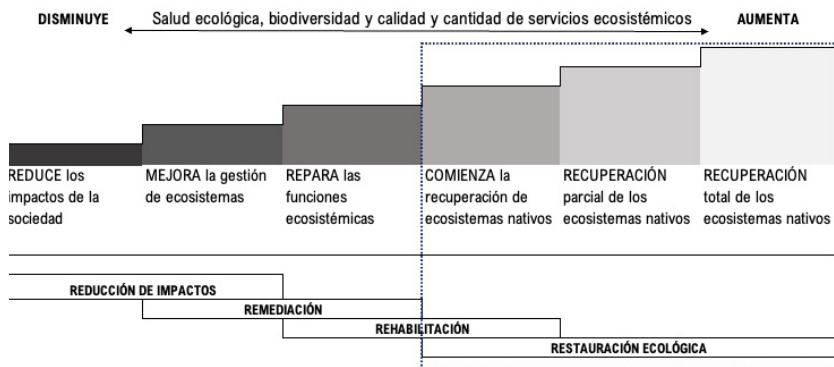 DISMINUYE Salud ecológica, biodiversidad y calidad y cantidad de servicios ecosistémicos AUMENTA
REDUCE los
impactos de la
sociedad
MEJORA la gestión
de ecosistemas
REPARA las
funciones
ecosistémicas
COMIENZA la
recuperación de
ecosistemas nativos
RECUPERACIÓN
parcial de los
ecosistemas nativos
RECUPERACIÓN
total de los
ecosistemas nativos
REDUCCIÓN DE IMPACTOS
REMEDIACIÓN
REHABILITACIÓN
RESTAURACIÓN ECOLÓGICA